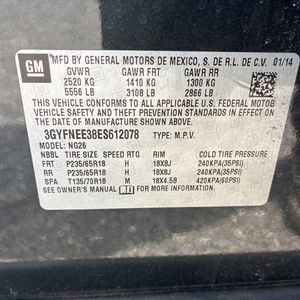 GM
MFD BY GENERAL MOTORS DE MEXICO, S. DE R.L. DE C.V. 01/14
GVWR GAWR FRT GAWR RR
2520 KG 1410 KG 1300 KG
5556 LB 3108 LB 2866 LB
THIS VEHICLE CONFORMS TO ALL APPLICABLE U.S. FEDERAL MOTOR
VEHICLE SAFETY, BUMPER, AND THEFT PREVENTION STANDARDS
IN EFFECT ON THE DATE OF MANUFACTURE SHOWN ABOVE.
3GYFNEE38ES612078 TYPE: M.P.V.
MODEL: NG26
TIRE SIZE SPEED RTG RIM COLD TIRE PRESSURE
FRT P235/65R18 H 18X8J 240KPA(35PSI)
RR P235/65R18 H 18X8J 240KPA(35PSI)
SPA T135/70R18 M 18X4.5B 420KPA(60PSI)
SEE OWNER'S MANUAL FOR MORE INFORMATION.